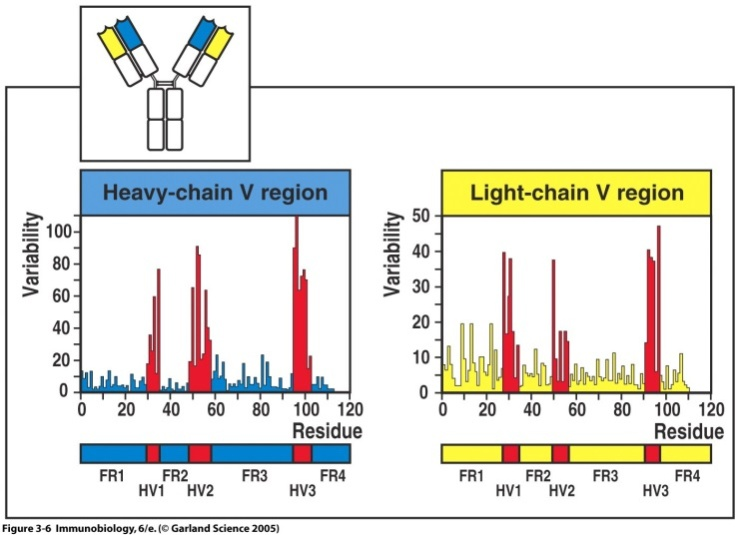 Heavy-chain V region
Variability
100
80
60
40
20
0
0 20 40 60 80 100 120
Residue
FR1 HV1 FR2 HV2 FR3 HV3 FR4
Light-chain V region
Variability
50
40
30
20
10
0
0 20 40 60 80 100 120
Residue
FR1 HV1 FR2 HV2 FR3 HV3 FR4
Figure 3-6 Immunobiology, 6/e. (© Garland Science 2005)